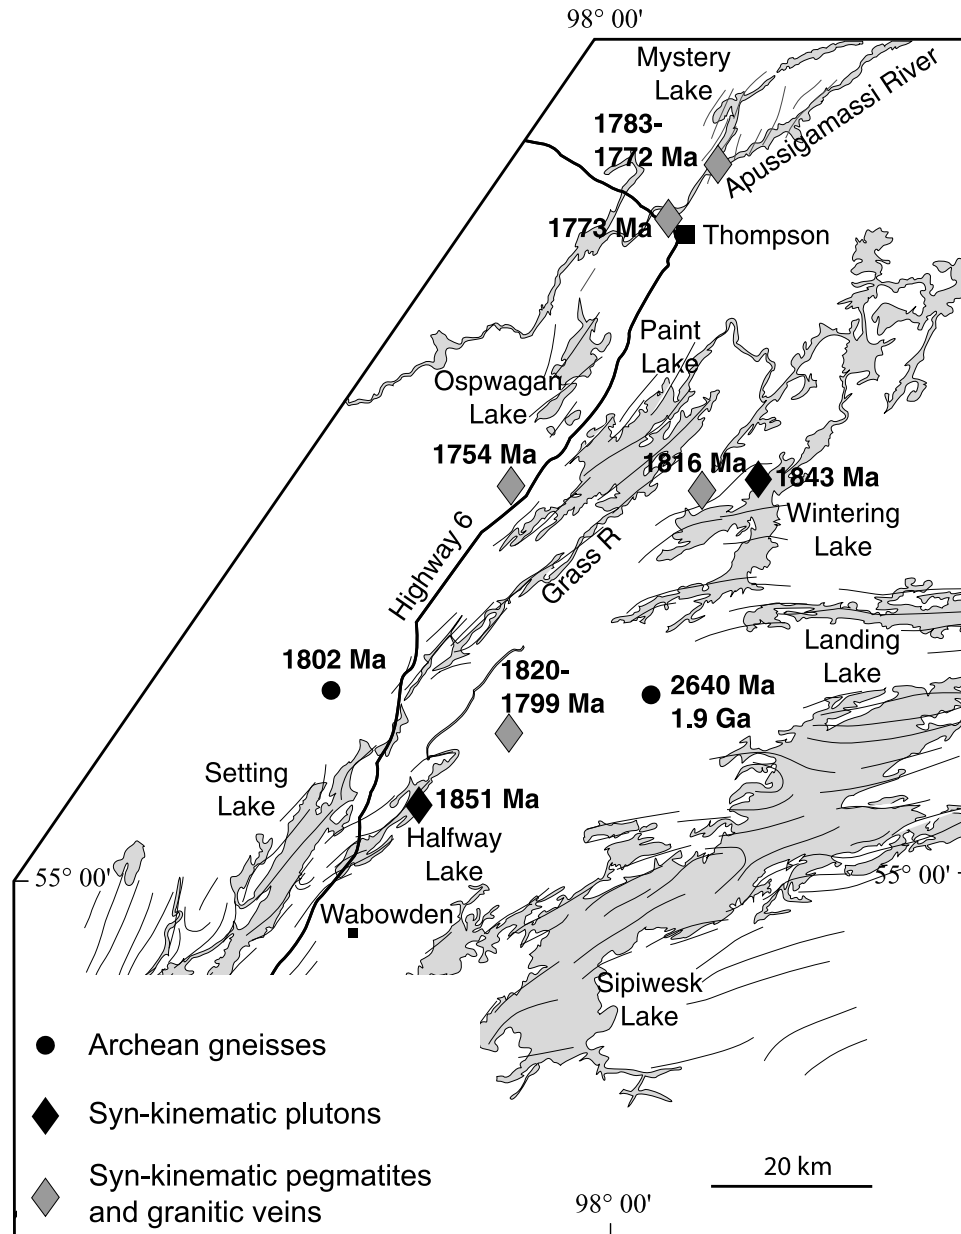 98° 00'
Mystery
Lake
Apussigamassi River
1783-
1772 Ma
1773 Ma
Thompson
Paint
Lake
Ospwagan
Lake
1754 Ma
1816 Ma
1843 Ma
Wintering
Lake
Highway 6
Grass R
Landing
Lake
1802 Ma
1820-
1799 Ma
2640 Ma
1.9 Ga
Setting
Lake
1851 Ma
Halfway
Lake
55° 00'
55° 00'
Wabowden
Sipiwesk
Lake
Archean gneisses
Syn-kinematic plutons
Syn-kinematic pegmatites
and granitic veins
20 km
98° 00'